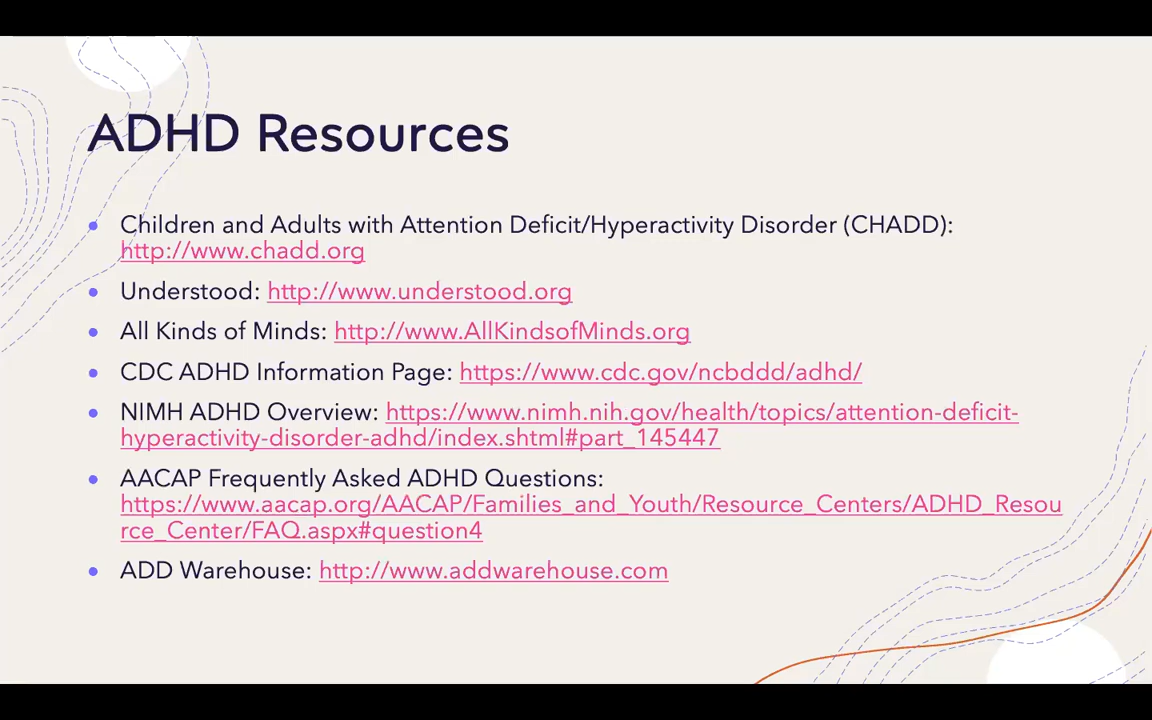 ADHD Resources
Children and Adults with Attention Deficit/Hyperactivity Disorder (CHADD):
http://www.chadd.org
Understood: http://www.understood.org
All Kinds of Minds: http://www.AllKindsofMinds.org
CDC ADHD Information Page: https://www.cdc.gov/ncbddd/adhd/
NIMH ADHD Overview: https://www.nimh.nih.gov/health/topics/attention-deficit-
hyperactivity-disorder-adhd/index.shtml#part_145447
AACAP Frequently Asked ADHD Questions:
https://www.aacap.org/AACAP/Families_and_Youth/Resource_Centers/ADHD_Resou
rce_Center/FAQ.aspx#question4
ADD Warehouse: http://www.addwarehouse.com